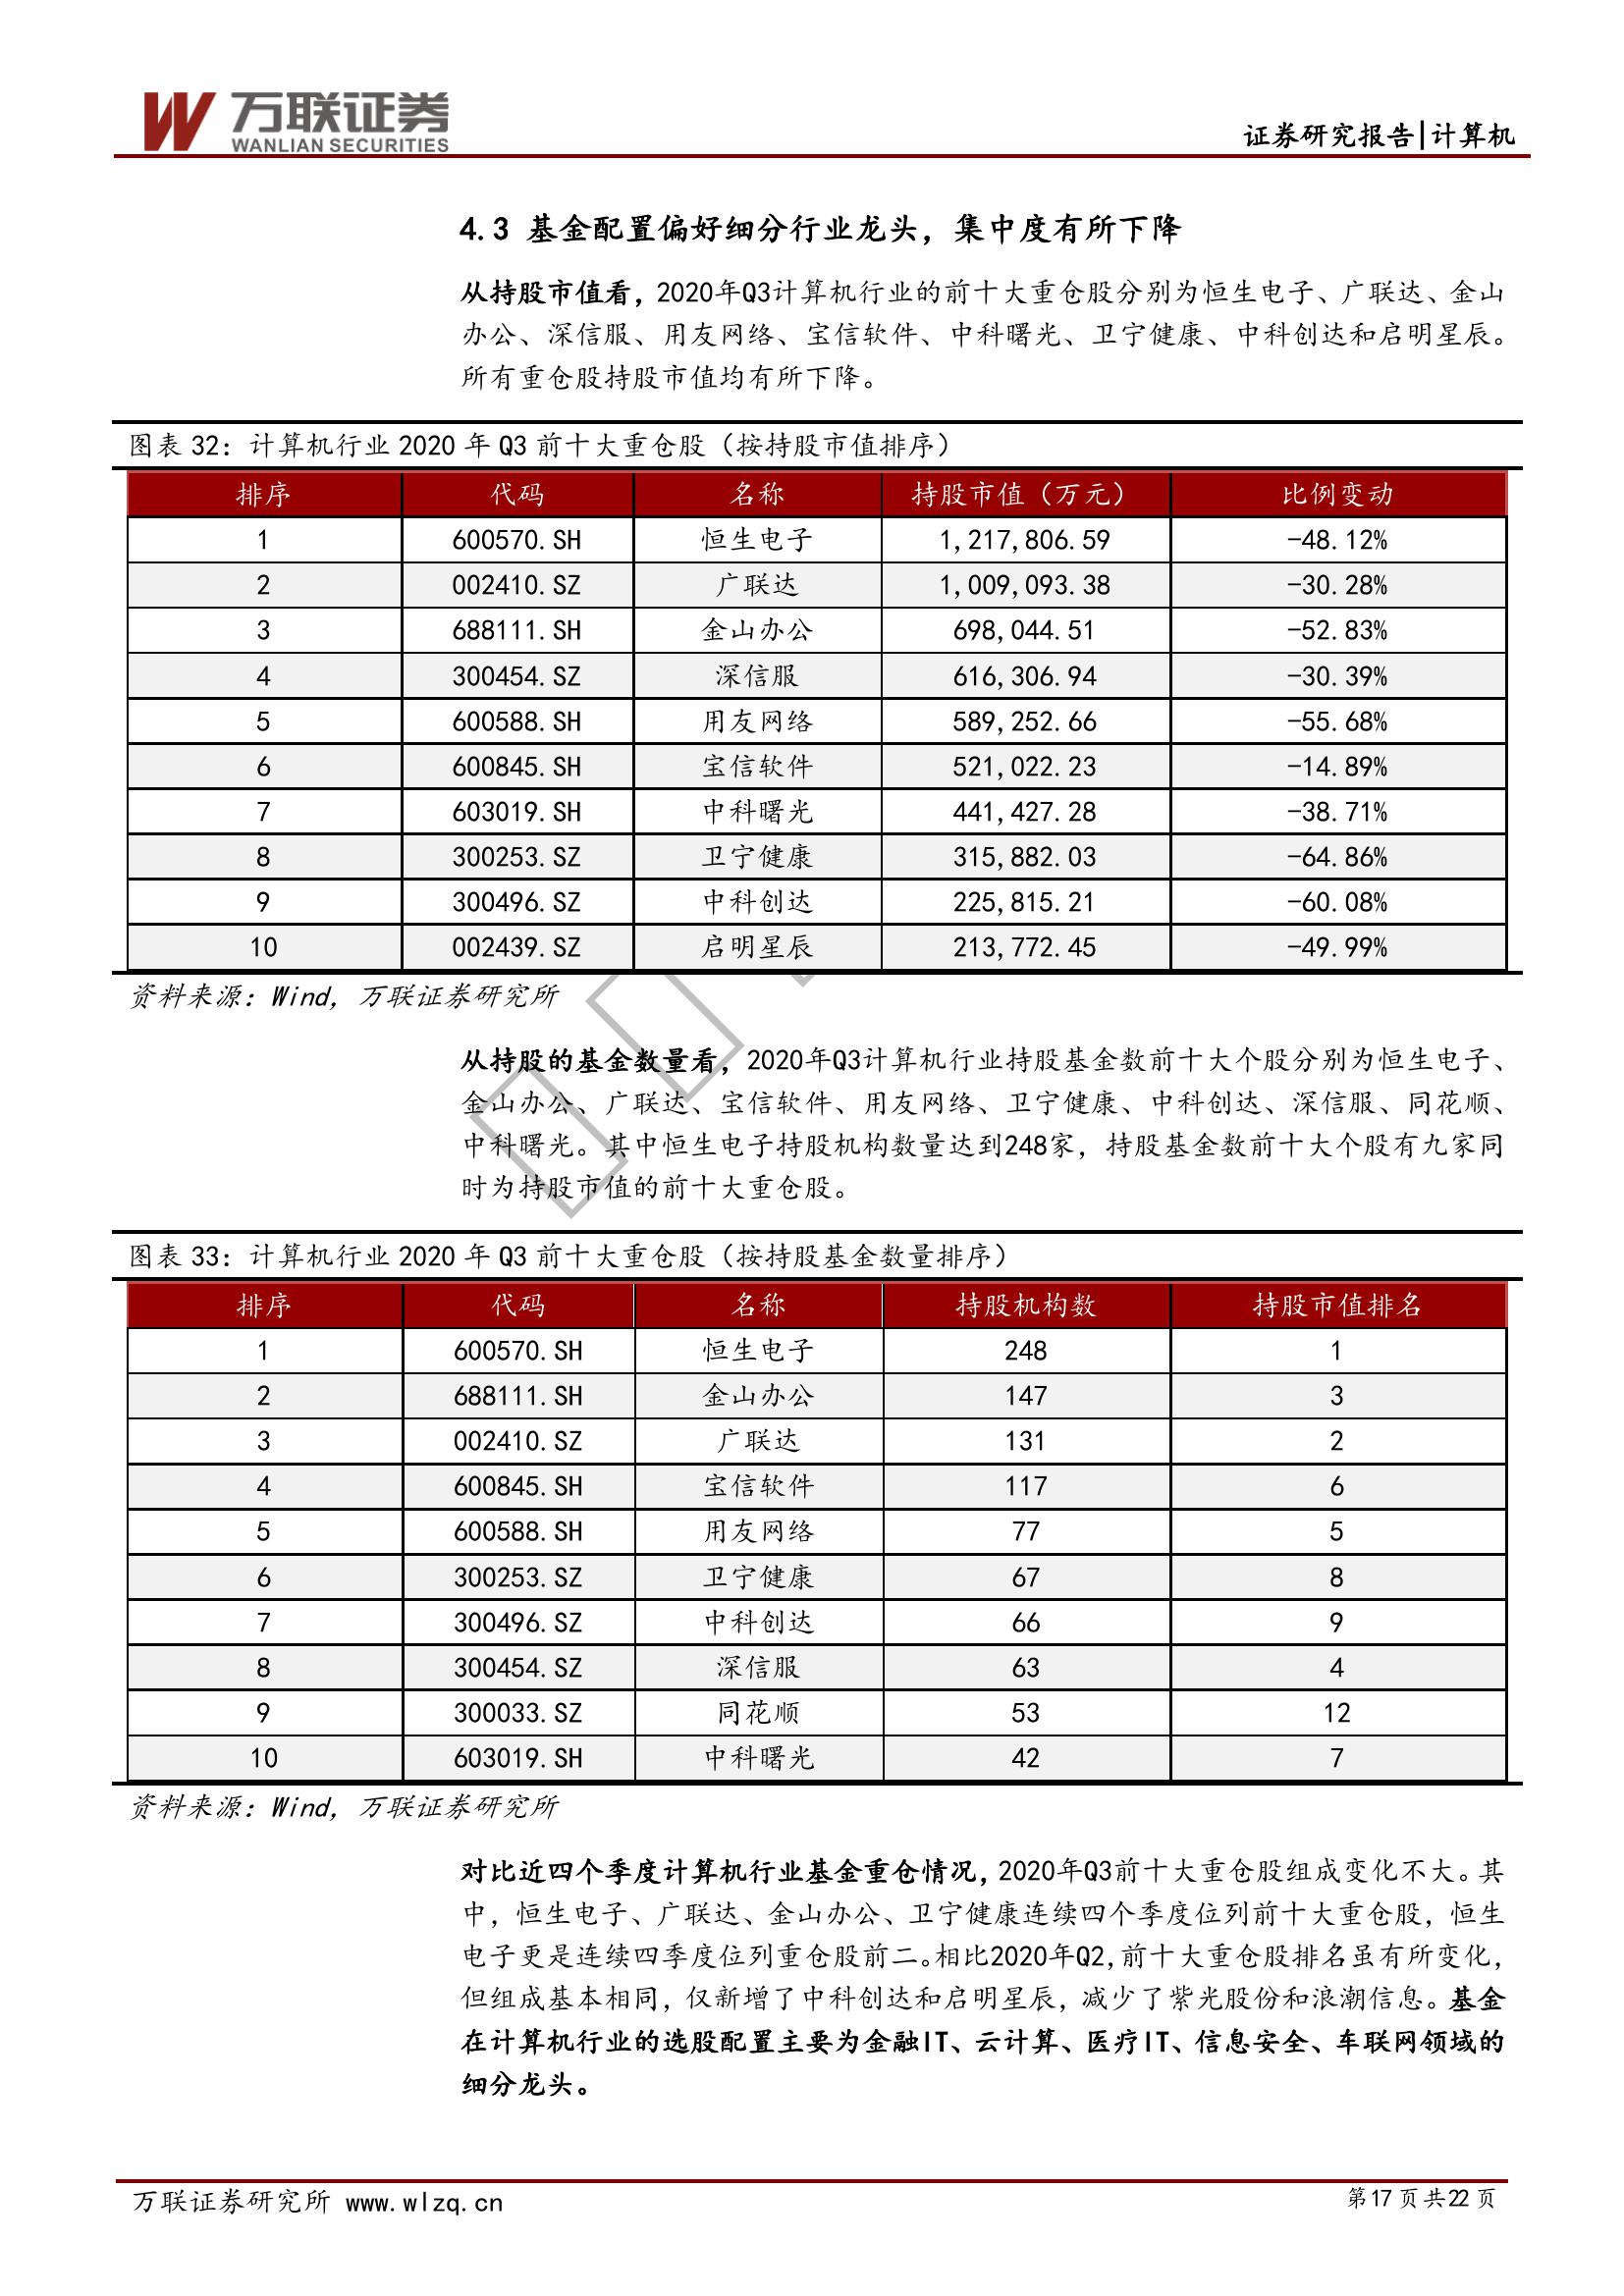 万联证券
WANLIAN SECURITIES
证券研究报告|计算机
4.3 基金配置偏好细分行业龙头，集中度有所下降
从持股市值看，2020年Q3计算机行业的前十大重仓股分别为恒生电子、广联达、金山
办公、深信服、用友网络、宝信软件、中科曙光、卫宁健康、中科创达和启明星辰。
所有重仓股持股市值均有所下降。
图表 32：计算机行业 2020 年 Q3 前十大重仓股（按持股市值排序）
排序 代码 名称 持股市值（万元） 比例变动
1 600570.SH 恒生电子 1,217,806.59 -48.12%
2 002410.SZ 广联达 1,009,093.38 -30.28%
3 688111.SH 金山办公 698,044.51 -52.83%
4 300454.SZ 深信服 616,306.94 -30.39%
5 600588.SH 用友网络 589,252.66 -55.68%
6 600845.SH 宝信软件 521,022.23 -14.89%
7 603019.SH 中科曙光 441,427.28 -38.71%
8 300253.SZ 卫宁健康 315,882.03 -64.86%
9 300496.SZ 中科创达 225,815.21 -60.08%
10 002439.SZ 启明星辰 213,772.45 -49.99%
资料来源：Wind，万联证券研究所
从持股的基金数量看，2020年Q3计算机行业持股基金数前十大个股分别为恒生电子、
金山办公、广联达、宝信软件、用友网络、卫宁健康、中科创达、深信服、同花顺、
中科曙光。其中恒生电子持股机构数量达到248家，持股基金数前十大个股有九家同
时为持股市值的前十大重仓股。
图表 33：计算机行业 2020 年 Q3 前十大重仓股（按持股基金数量排序）
排序 代码 名称 持股机构数 持股市值排名
1 600570.SH 恒生电子 248 1
2 688111.SH 金山办公 147 3
3 002410.SZ 广联达 131 2
4 600845.SH 宝信软件 117 6
5 600588.SH 用友网络 77 5
6 300253.SZ 卫宁健康 67 8
7 300496.SZ 中科创达 66 9
8 300454.SZ 深信服 63 4
9 300033.SZ 同花顺 53 12
10 603019.SH 中科曙光 42 7
资料来源：Wind，万联证券研究所
对比近四个季度计算机行业基金重仓情况，2020年Q3前十大重仓股组成变化不大。其
中，恒生电子、广联达、金山办公、卫宁健康连续四个季度位列前十大重仓股，恒生
电子更是连续四季度位列重仓股前二。相比2020年Q2，前十大重仓股排名虽有所变化，
但组成基本相同，仅新增了中科创达和启明星辰，减少了紫光股份和浪潮信息。基金
在计算机行业的选股配置主要为金融IT、云计算、医疗IT、信息安全、车联网领域的
细分龙头。
万联证券研究所 www.wlzq.cn
第17页共22页